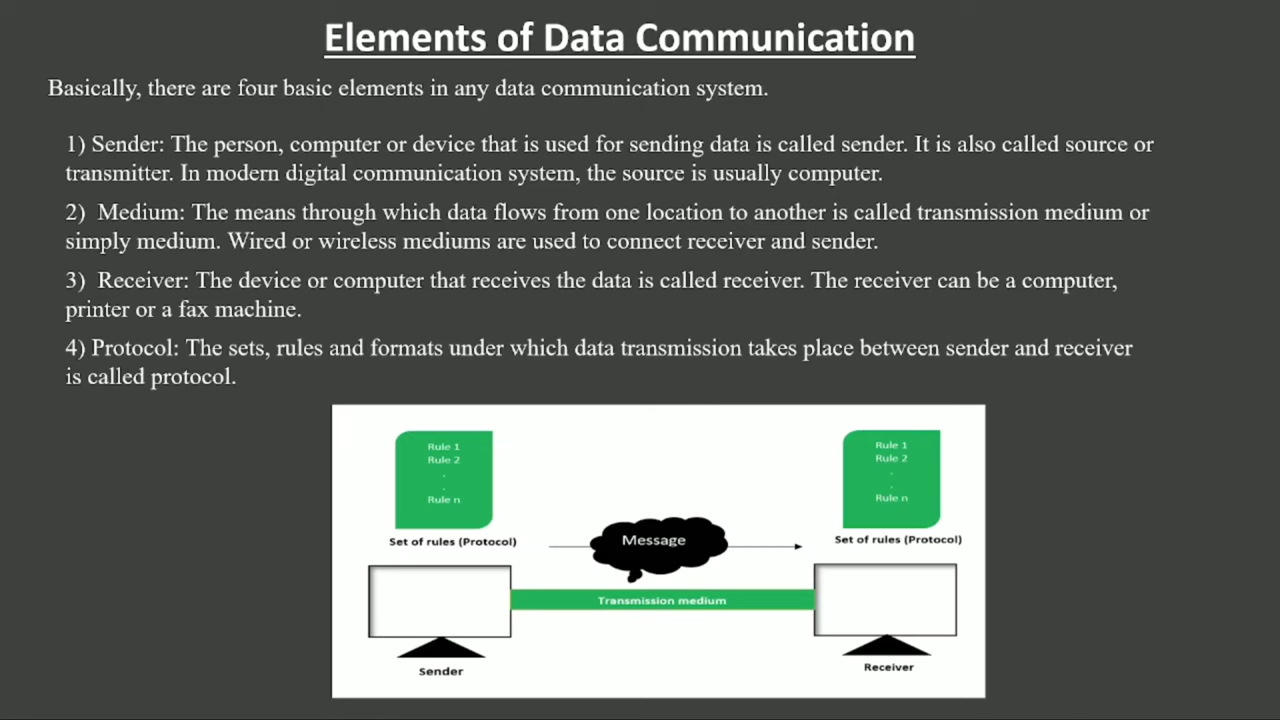 Elements of Data Communication
Basically, there are four basic elements in any data communication system.
1) Sender: The person, computer or device that is used for sending data is called sender. It is also called source or
transmitter. In modern digital communication system, the source is usually computer.
2) Medium: The means through which data flows from one location to another is called transmission medium or
simply medium. Wired or wireless mediums are used to connect receiver and sender.
3) Receiver: The device or computer that receives the data is called receiver. The receiver can be a computer,
printer or a fax machine.
4) Protocol: The sets, rules and formats under which data transmission takes place between sender and receiver
is called protocol.
Rule 1
Rule 2
.
.
Rule n
Set of rules (Protocol)
Rule 1
Rule 2
.
.
Rule n
Set of rules (Protocol)
Message
Transmission medium
Sender
Receiver